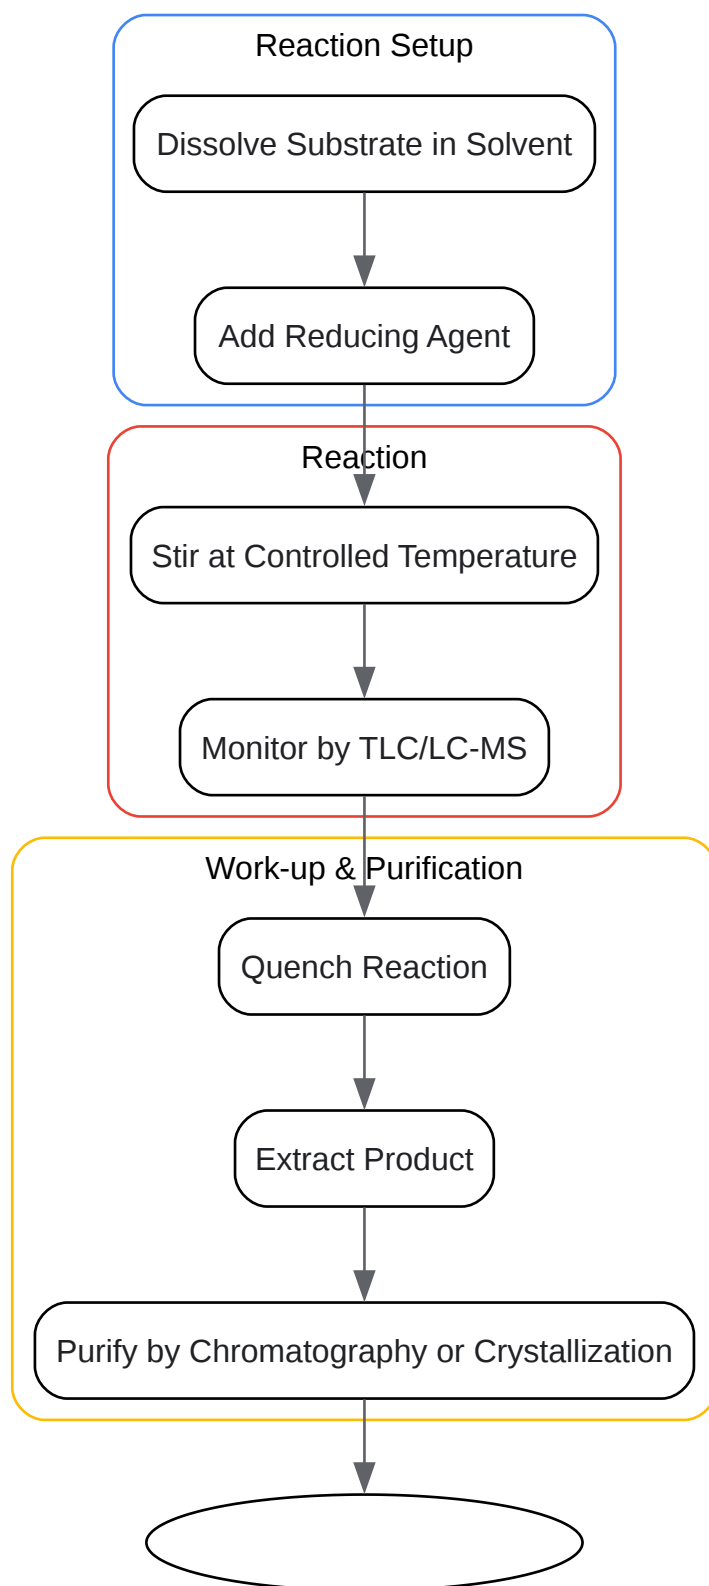 Reaction Setup
Dissolve Substrate in Solvent
Add Reducing Agent
Reaction
Stir at Controlled Temperature
Monitor by TLC/LC-MS
Work-up & Purification
Quench Reaction
Extract Product
Purify by Chromatography or Crystallization